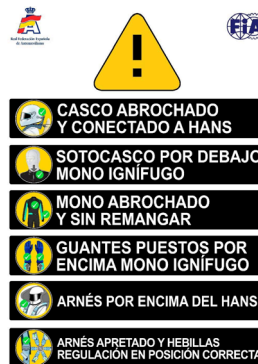 Real Federación Española
de Automovilismo
FIA
CASCO ABROCHADO
Y CONECTADO A HANS
SOTOCASCO POR DEBAJO
MONO IGNÍFUGO
MONO ABROCHADO
Y SIN REMANGAR
GUANTES PUESTOS POR
ENCIMA MONO IGNÍFUGO
ARNÉS POR ENCIMA DEL HANS
ARNÉS APRETADO Y HEBILLAS
REGULACIÓN EN POSICIÓN CORRECTA